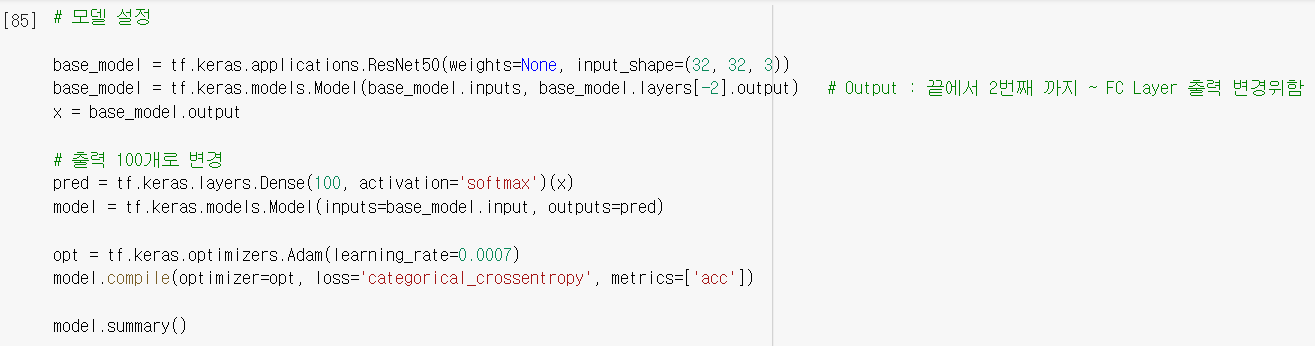 [85] # 모델 설정
base_model = tf.keras.applications.ResNet50(weights=None, input_shape=(32, 32, 3))
base_model = tf.keras.models.Model(base_model.inputs, base_model.layers[-2].output)   # Output : 끝에서 2번째 까지 ~ FC Layer 출력 변경위함
x = base_model.output
# 출력 100개로 변경
pred = tf.keras.layers.Dense(100, activation='softmax')(x)
model = tf.keras.models.Model(inputs=base_model.input, outputs=pred)
opt = tf.keras.optimizers.Adam(learning_rate=0.0007)
model.compile(optimizer=opt, loss='categorical_crossentropy', metrics=['acc'])
model.summary()